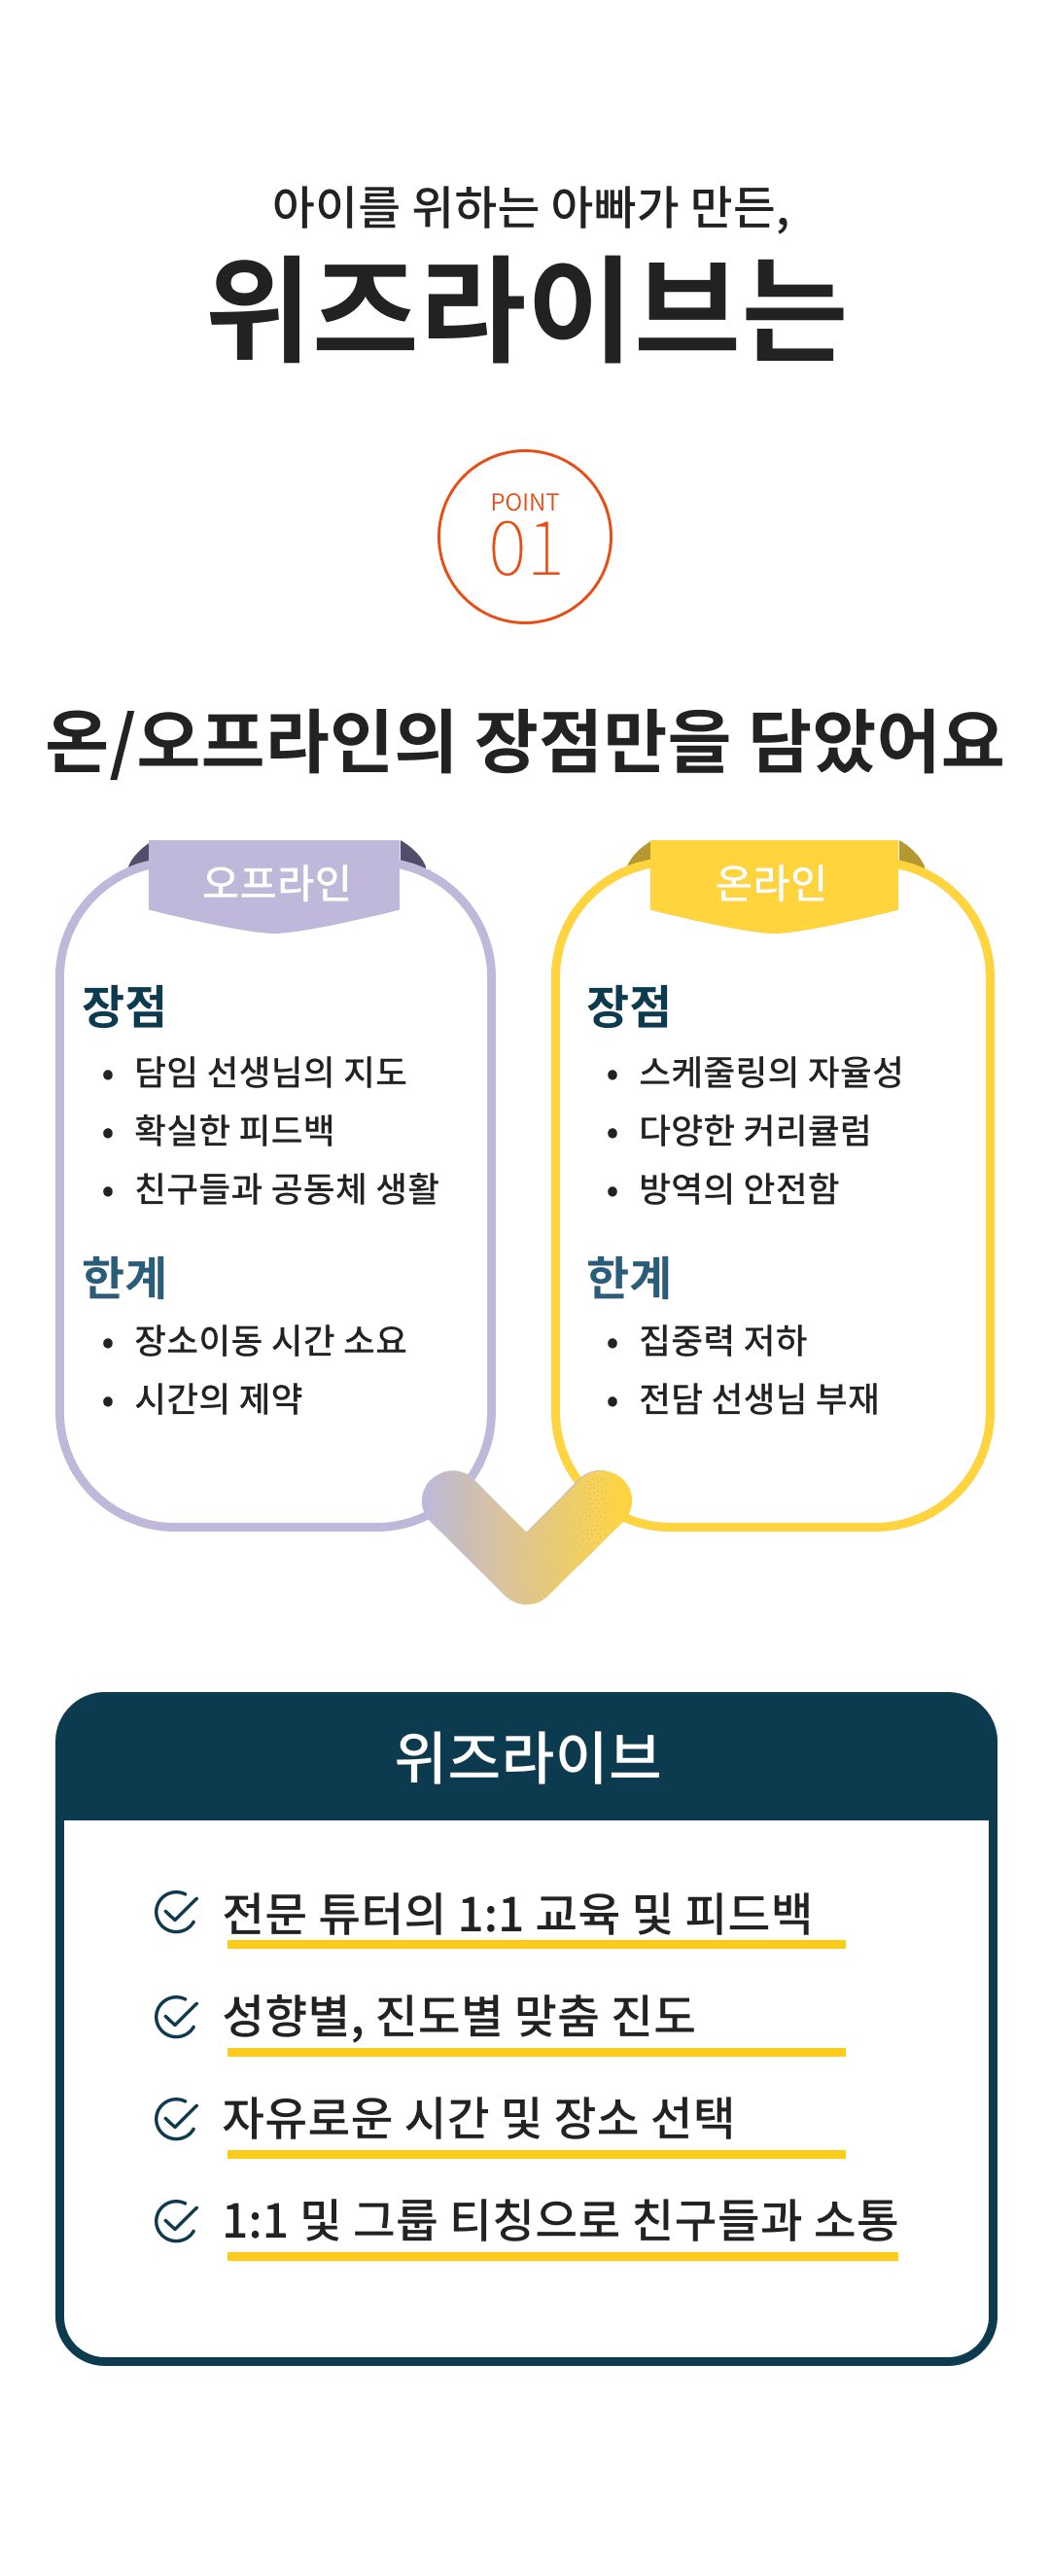 아이를 위하는 아빠가 만든,
위즈라이브는
POINT
01
온/오프라인의 장점만을 담았어요
오프라인
장점
• 담임 선생님의 지도
• 확실한 피드백
• 친구들과 공동체 생활
한계
• 장소이동 시간 소요
• 시간의 제약
온라인
장점
• 스케줄링의 자율성
• 다양한 커리큘럼
• 방역의 안전함
한계
• 집중력 저하
• 전담 선생님 부재
위즈라이브
전문 튜터의 1:1 교육 및 피드백
성향별, 진도별 맞춤 진도
자유로운 시간 및 장소 선택
1:1 및 그룹 티칭으로 친구들과 소통